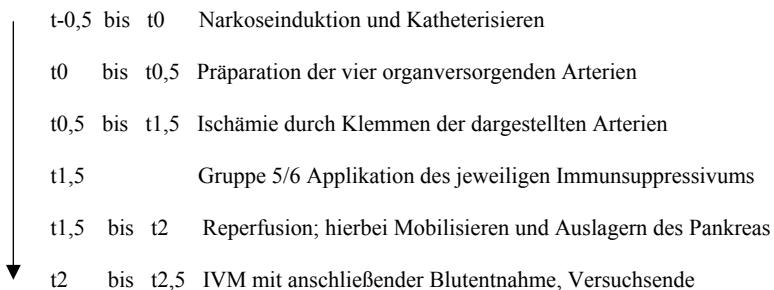 t-0,5 bis t0 Narkoseinduktion und Katheterisieren
t0 bis t0,5 Präparation der vier organversorgenden Arterien
t0,5 bis t1,5 Ischämie durch Klemmen der dargestellten Arterien
t1,5 Gruppe 5/6 Applikation des jeweiligen Immunsuppressivums
t1,5 bis t2 Reperfusion; hierbei Mobilisieren und Auslagern des Pankreas
t2 bis t2,5 IVM mit anschließender Blutentnahme, Versuchsende